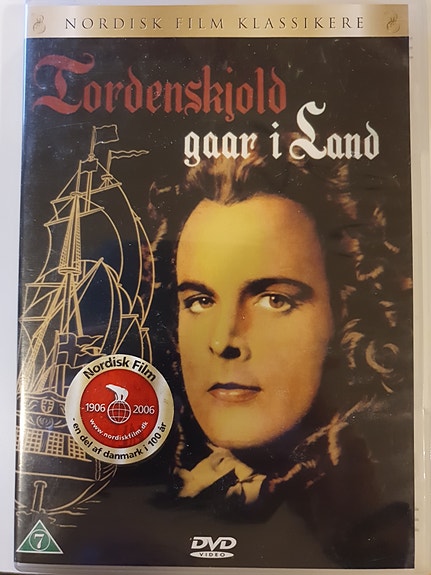 NORDISK FILM KLASSIKERE
Tordenskjold
gaar i Land
Nordisk Film
-1906 2006
www.nordiskfilm.dk
- en del af danmark i 100 år
7
DVD
VIDEO